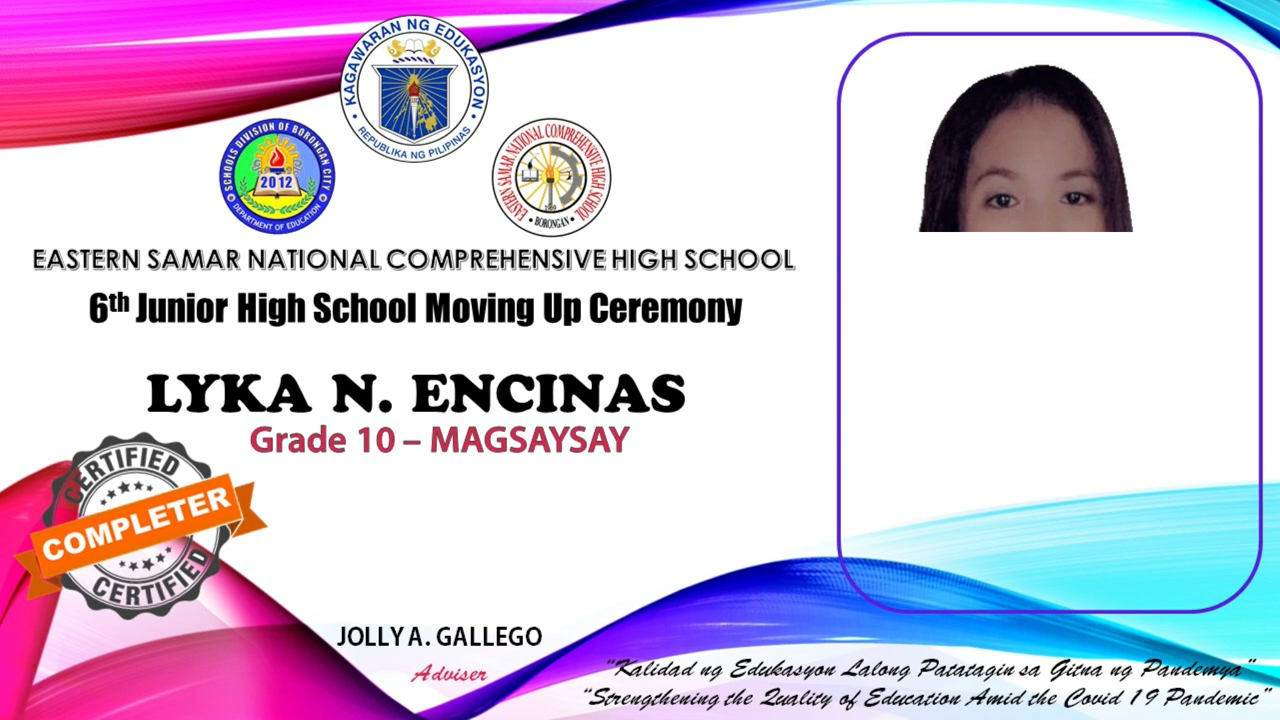 KAGAWARAN NG EDUKASYON
REPUBLIKA NG PILIPINAS
SCHOOLS DIVISION OF BORONGAN CITY
2012
DEPARTMENT OF EDUCATION
EASTERN SAMAR NATIONAL COMPREHENSIVE HIGH SCHOOL
1969
• BORONGAN •
EASTERN SAMAR NATIONAL COMPREHENSIVE HIGH SCHOOL
6th Junior High School Moving Up Ceremony
LYKA N. ENCINAS
Grade 10 – MAGSAYSAY
CERTIFIED
COMPLETER
CERTIFIED
JOLLY A. GALLEGO
Adviser
"Kalidad ng Edukasyon Lalong Patatagin sa Gitna ng Pandemya"
"Strengthening the Quality of Education Amid the Covid 19 Pandemic"